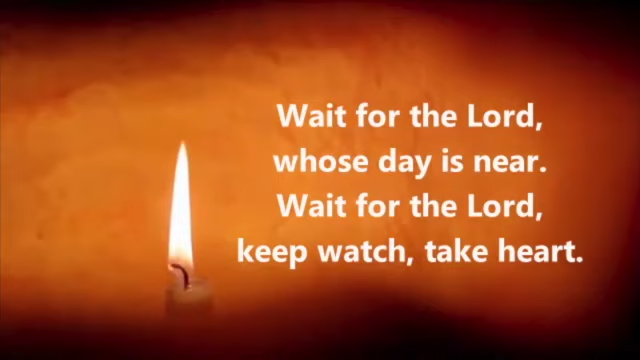 Wait for the Lord,
whose day is near.
Wait for the Lord,
keep watch, take heart.